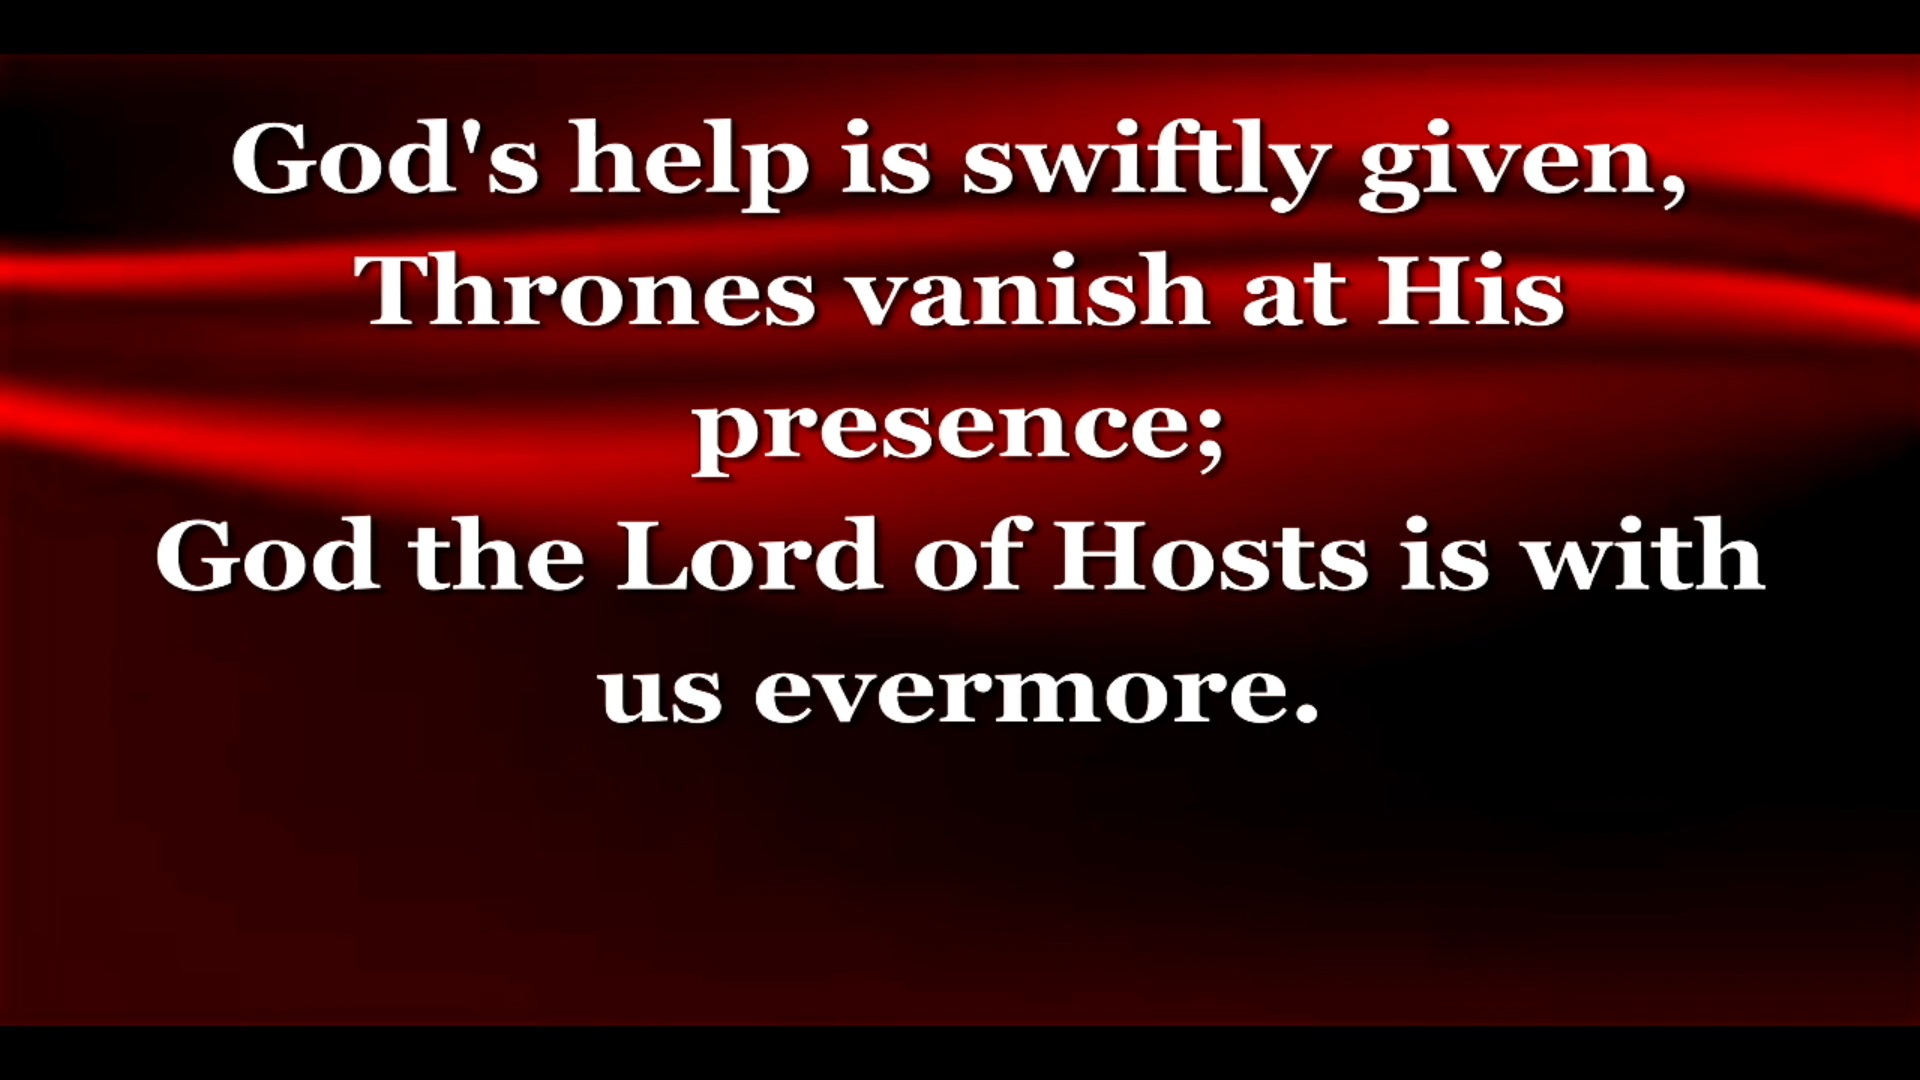 God's help is swiftly given,
Thrones vanish at His
presence;
God the Lord of Hosts is with
us evermore.